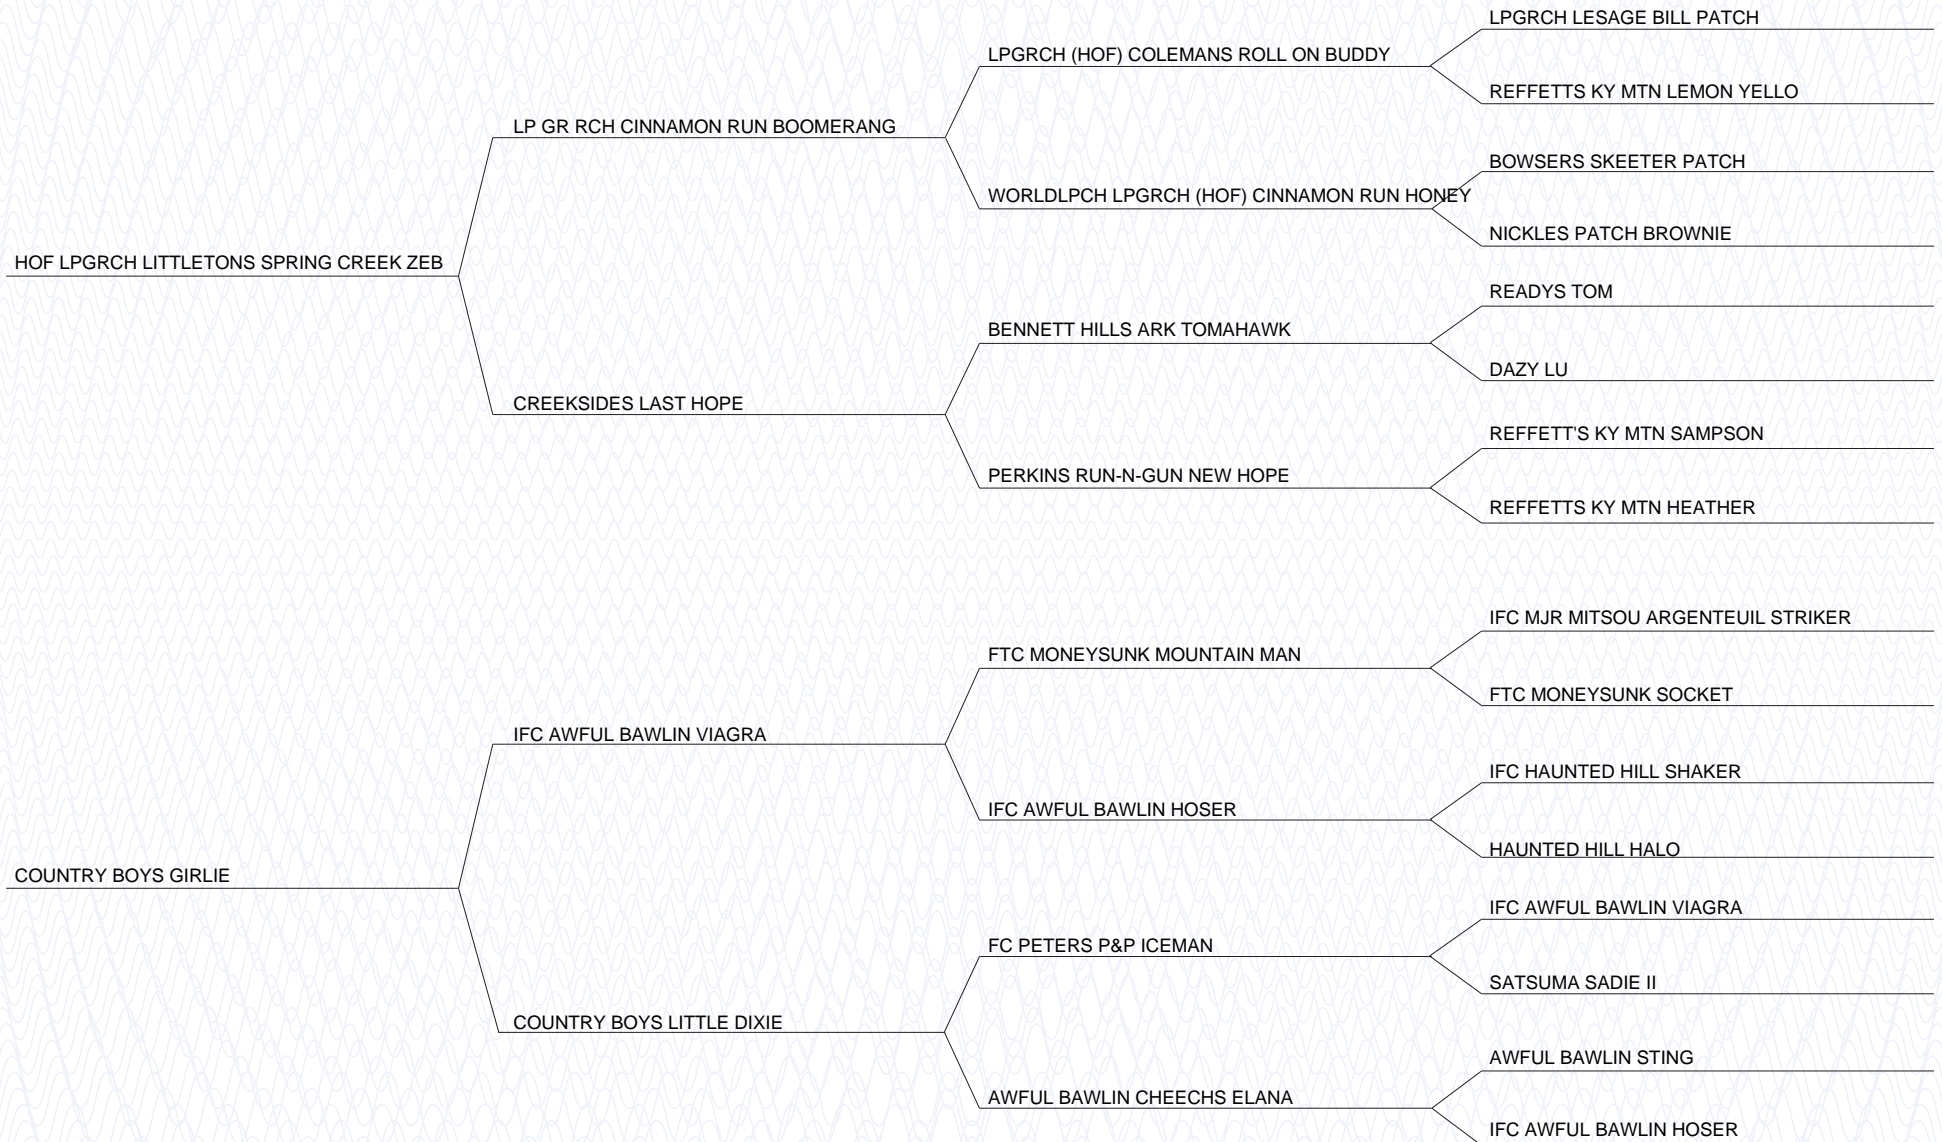 LPGRCH LESAGE BILL PATCH
LPGRCH (HOF) COLEMANS ROLL ON BUDDY
REFFETTS KY MTN LEMON YELLO
LP GR RCH CINNAMON RUN BOOMERANG
BOWSERS SKEETER PATCH
WORLDLPCH LPGRCH (HOF) CINNAMON RUN HONEY
NICKLES PATCH BROWNIE
HOF LPGRCH LITTLETONS SPRING CREEK ZEB
READYS TOM
BENNETT HILLS ARK TOMAHAWK
DAZY LU
CREEKSIDES LAST HOPE
REFFETT'S KY MTN SAMPSON
PERKINS RUN-N-GUN NEW HOPE
REFFETTS KY MTN HEATHER
IFC MJR MITSOU ARGENTEUIL STRIKER
FTC MONEYSUNK MOUNTAIN MAN
FTC MONEYSUNK SOCKET
IFC AWFUL BAWLIN VIAGRA
IFC HAUNTED HILL SHAKER
IFC AWFUL BAWLIN HOSER
HAUNTED HILL HALO
COUNTRY BOYS GIRLIE
IFC AWFUL BAWLIN VIAGRA
FC PETERS P&P ICEMAN
SATSUMA SADIE II
COUNTRY BOYS LITTLE DIXIE
AWFUL BAWLIN STING
AWFUL BAWLIN CHEECHS ELANA
IFC AWFUL BAWLIN HOSER